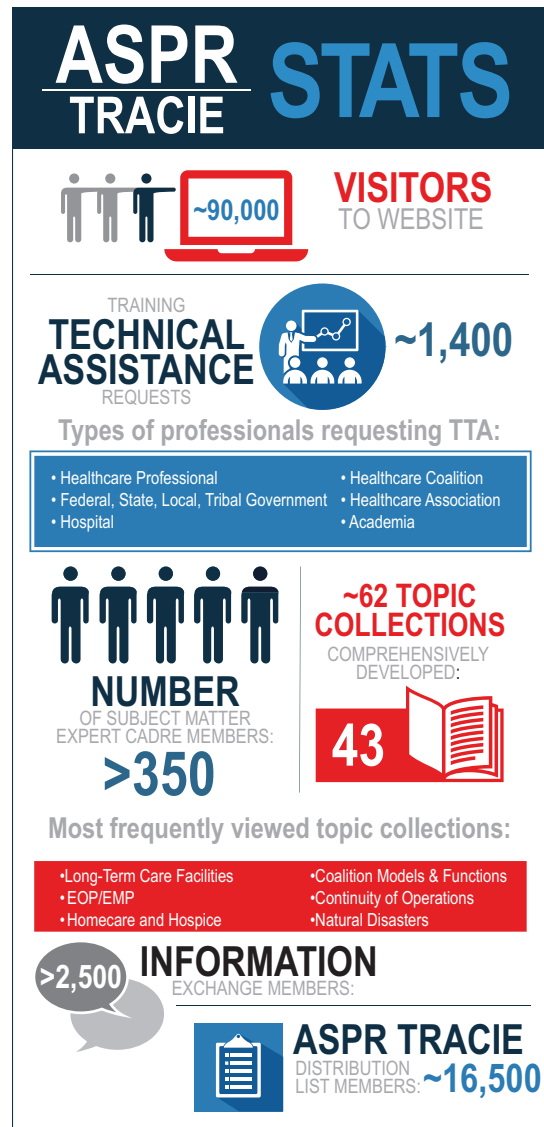 ASPR
TRACIE
STATS
~90,000
VISITORS
TO WEBSITE
TRAINING
TECHNICAL
ASSISTANCE
REQUESTS
~1,400
Types of professionals requesting TTA:
• Healthcare Professional
• Federal, State, Local, Tribal Government
• Hospital
• Healthcare Coalition
• Healthcare Association
• Academia
NUMBER
OF SUBJECT MATTER
EXPERT CADRE MEMBERS:
>350
~62 TOPIC
COLLECTIONS
COMPREHENSIVELY
DEVELOPED:
43
Most frequently viewed topic collections:
•Long-Term Care Facilities
• EOP/EMP
• Homecare and Hospice
•Coalition Models & Functions
•Continuity of Operations
•Natural Disasters
>2,500
INFORMATION
EXCHANGE MEMBERS:
ASPR TRACIE
DISTRIBUTION
LIST MEMBERS: ~16,500